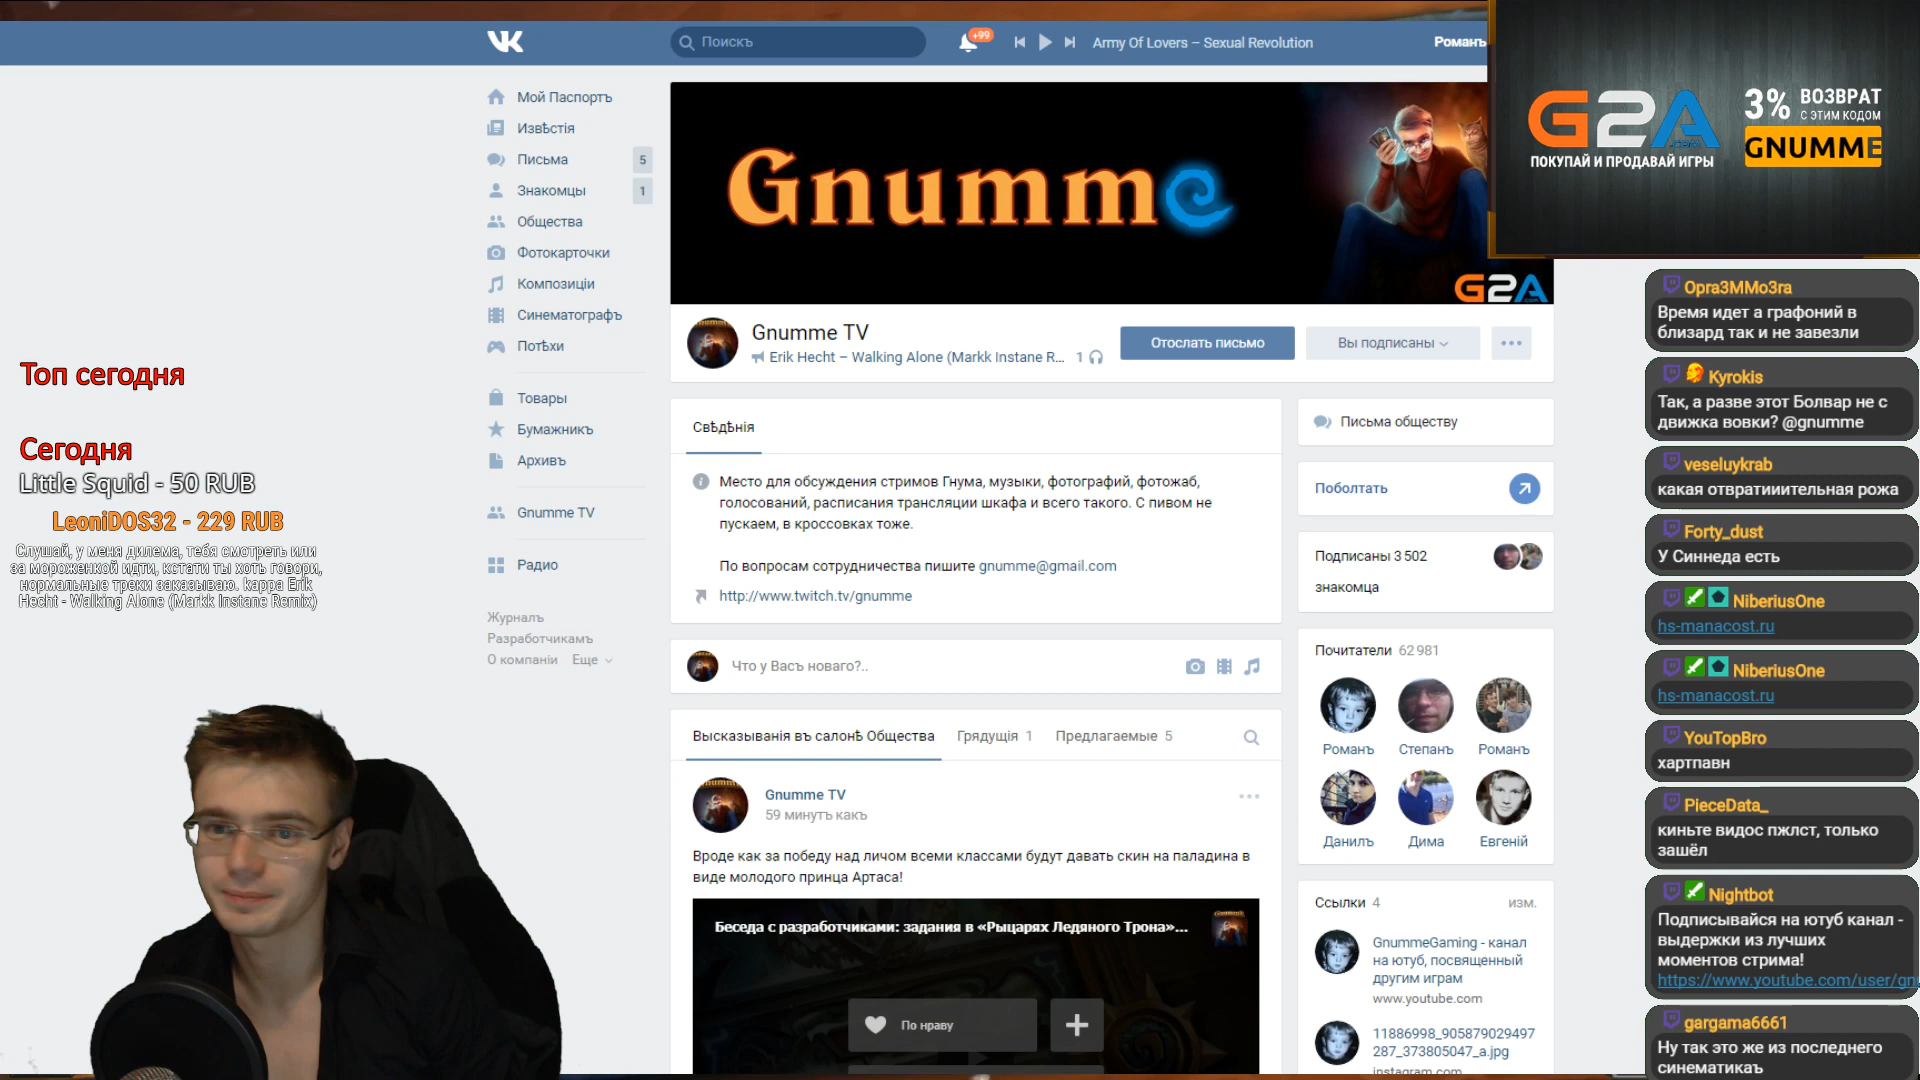 Поискъ
+99
Army Of Lovers – Sexual Revolution
Романъ
G2A
.com
ПОКУПАЙ И ПРОДАВАЙ ИГРЫ
3% ВОЗВРАТ
С ЭТИМ КОДОМ
GNUMME
Мой Паспортъ
Извѣстія
Письма 5
Знакомцы 1
Общества
Фотокарточки
Композиціи
Синематографъ
Потѣхи
Товары
Бумажникъ
Архивъ
Gnumme TV
Радио
Журналъ
Разработчикамъ
О компаніи Еще
Топ сегодня
Сегодня
Little Squid - 50 RUB
LeoniDOS32 - 229 RUB
Слушай, у меня дилема, тебя смотреть или
за мороженкой идти, кстати ты хоть говори,
нормальные треки заказываю. kappa Erik
Hecht - Walking Alone (Markk Instane Remix)
Gnumme
G2A
.com
Gnumme TV
Erik Hecht – Walking Alone (Markk Instane R... 1
Отослать письмо
Вы подписаны
Свѣдѣнія
Место для обсуждения стримов Гнума, музыки, фотографий, фотожаб,
голосований, расписания трансляции шкафа и всего такого. С пивом не
пускаем, в кроссовках тоже.
По вопросам сотрудничества пишите gnumme@gmail.com
http://www.twitch.tv/gnumme
Что у Васъ новаго?..
Высказыванія въ салонѣ Общества Грядущія 1 Предлагаемые 5
Gnumme TV
59 минутъ какъ
Вроде как за победу над личом всеми классами будут давать скин на паладина в
виде молодого принца Артаса!
Беседа с разработчиками: задания в «Рыцарях Ледяного Трона»...
По нраву
Письма обществу
Поболтать
Подписаны 3 502
знакомца
Почитатели 62 981
Романъ Степанъ Романъ
Данилъ Дима Евгеній
Ссылки 4 изм.
GnummeGaming - канал
на ютуб, посвященный
другим играм
www.youtube.com
11886998_905879029497
287_373805047_a.jpg
instagram.com
Opra3MMo3ra
Время идет а графоний в
близард так и не завезли
Kyrokis
Так, а разве этот Болвар не с
движка вовки? @gnumme
veseluykrab
какая отвратииительная рожа
Forty_dust
У Синнеда есть
NiberiusOne
hs-manacost.ru
NiberiusOne
hs-manacost.ru
YouTopBro
хартпавн
PieceData_
киньте видос пжлст, только
зашёл
Nightbot
Подписывайся на ютуб канал -
выдержки из лучших
моментов стрима!
https://www.youtube.com/user/gn
gargama6661
Ну так это же из последнего
синематикаъ